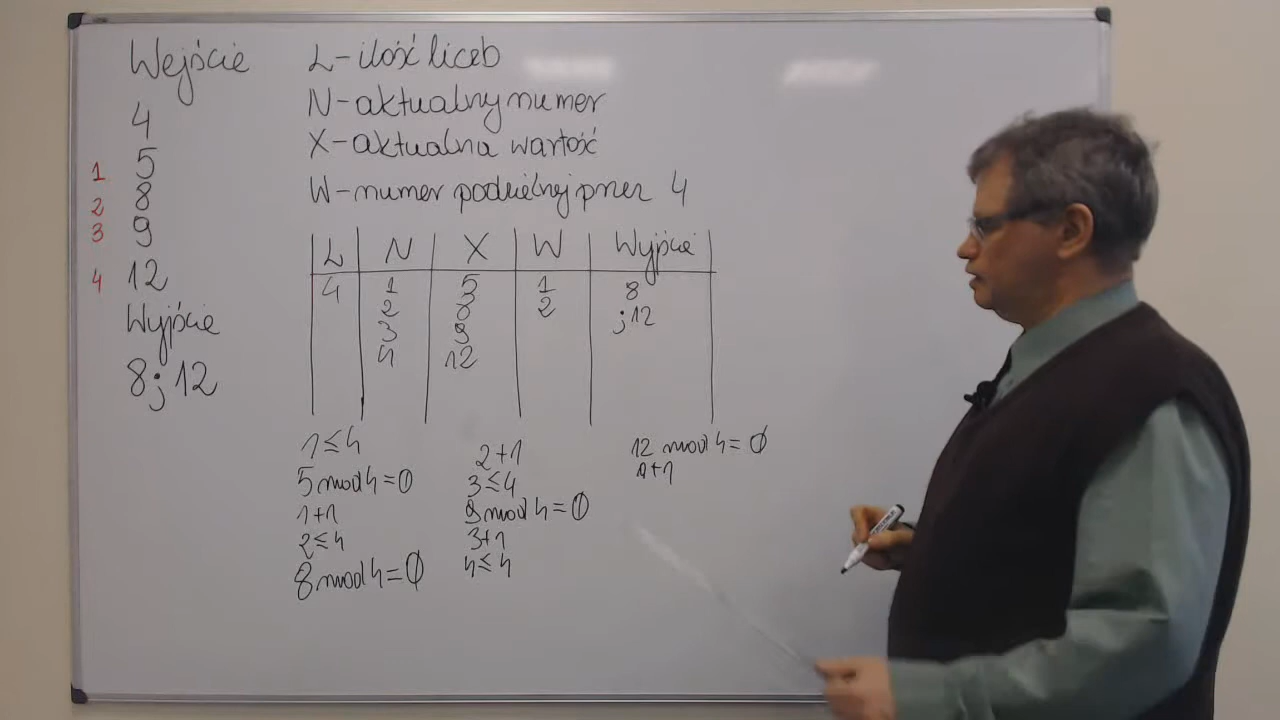 Wejście
4
1. 5
2 8
3 9
4 12
Wyjście
8; 12
L - ilość liczb
N - aktualny numer
X - aktualna wartość
W - numer podzielnej przez 4
L N X W Wyjście
4 1 5 1 8
2 8 2 ;12
3 9
4 12
1 ≤ 4
5 mod 4 = 0
1+1
2 ≤ 4
8 mod 4 = 0
2+1
3 ≤ 4
9 mod 4 = 0
3+1
4 ≤ 4
12 mod 4 = 0
1+1